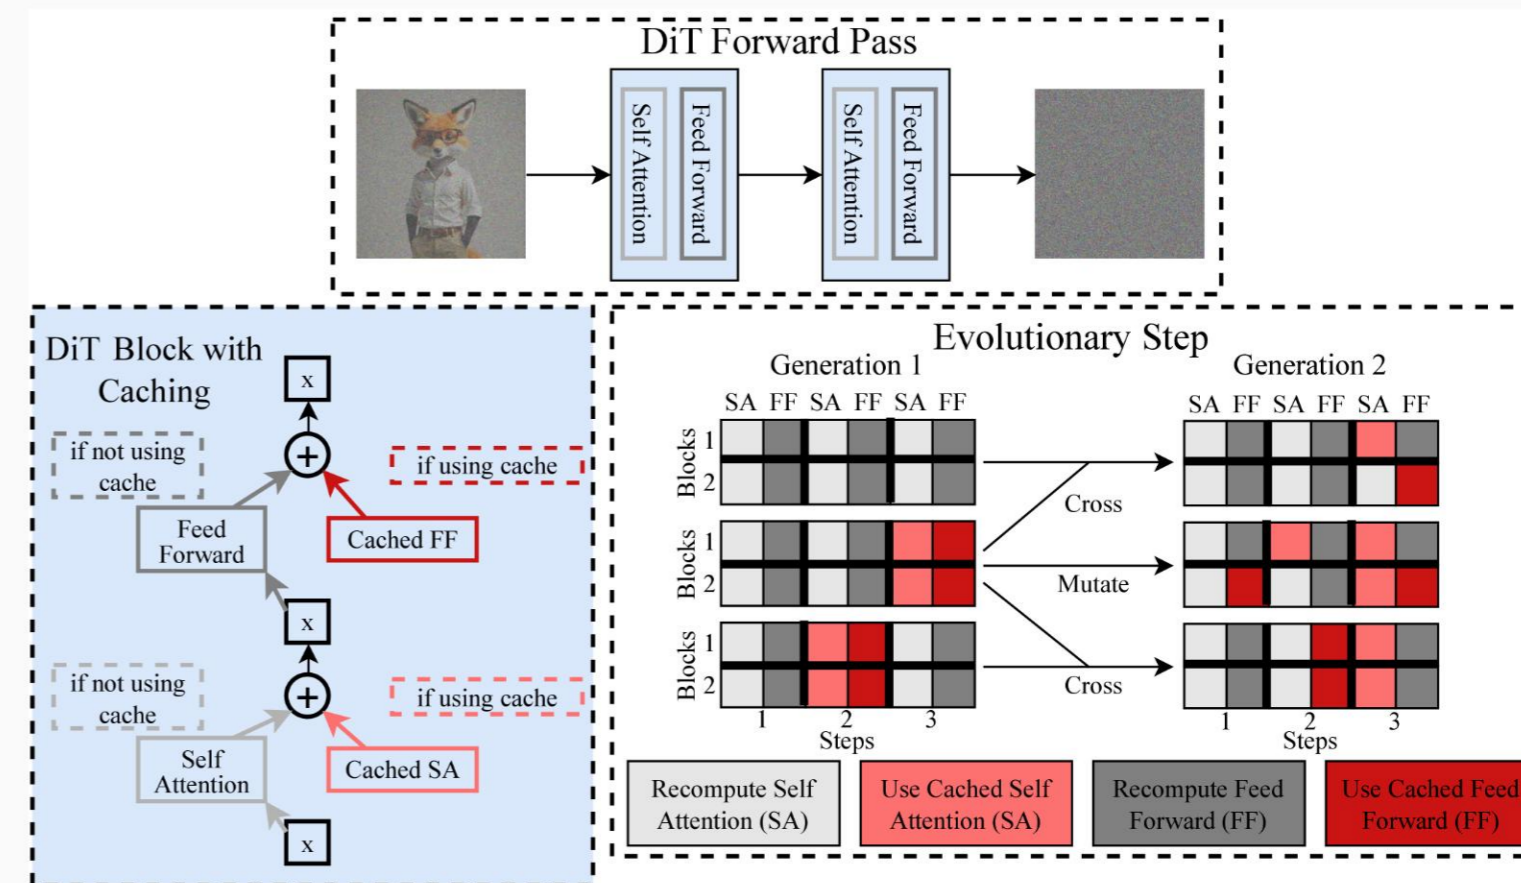 DiT Forward Pass
Self Attention
Feed Forward
Self Attention
Feed Forward
DiT Block with
Caching
x
+
if not using
cache
if using cache
Feed
Forward
Cached FF
x
+
if not using
cache
if using cache
Self
Attention
Cached SA
x
Evolutionary Step
Generation 1
SA FF SA FF SA FF
Blocks
1
2
Blocks
1
2
Blocks
1
2
1 2 3
Steps
Cross
Mutate
Cross
Generation 2
SA FF SA FF SA FF
1 2 3
Steps
Recompute Self
Attention (SA)
Use Cached Self
Attention (SA)
Recompute Feed
Forward (FF)
Use Cached Feed
Forward (FF)